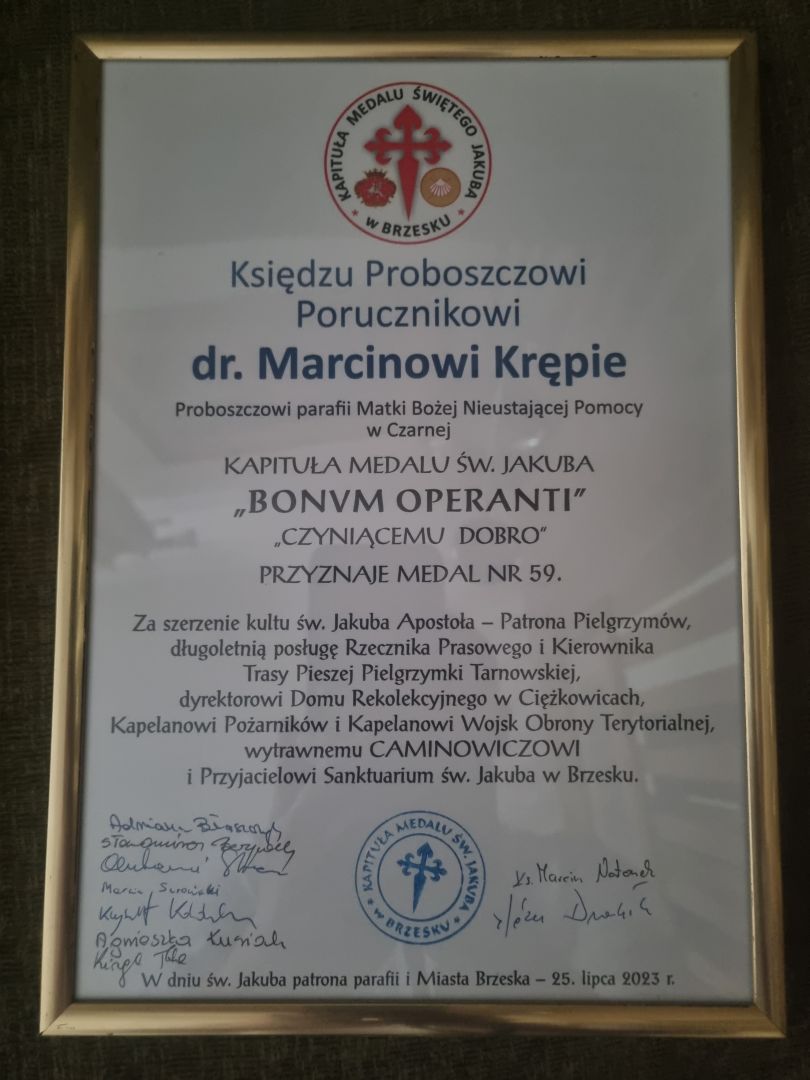 KAPITUŁA MEDALU ŚWIĘTEGO JAKUBA
W BRZESKU
Księdzu Proboszczowi
Porucznikowi
dr. Marcinowi Krępie
Proboszczowi parafii Matki Bożej Nieustającej Pomocy
w Czarnej
KAPITUŁA MEDALU ŚW. JAKUBA
„BONVM OPERANTI”
„CZYNIĄCEMU DOBRO”
PRZYZNAJE MEDAL NR 59.
Za szerzenie kultu św. Jakuba Apostoła – Patrona Pielgrzymów,
długoletnią posługę Rzecznika Prasowego i Kierownika
Trasy Pieszej Pielgrzymki Tarnowskiej,
dyrektorowi Domu Rekolekcyjnego w Ciężkowicach,
Kapelanowi Pożarników i Kapelanowi Wojsk Obrony Terytorialnej,
wytrawnemu CAMINOWICZOWI
i Przyjacielowi Sanktuarium św. Jakuba w Brzesku.
KAPITUŁA MEDALU ŚW. JAKUBA
W BRZESKU
Ks. Marcin
Agnieszka
W dniu św. Jakuba patrona parafii i Miasta Brzeska – 25. lipca 2023 r.